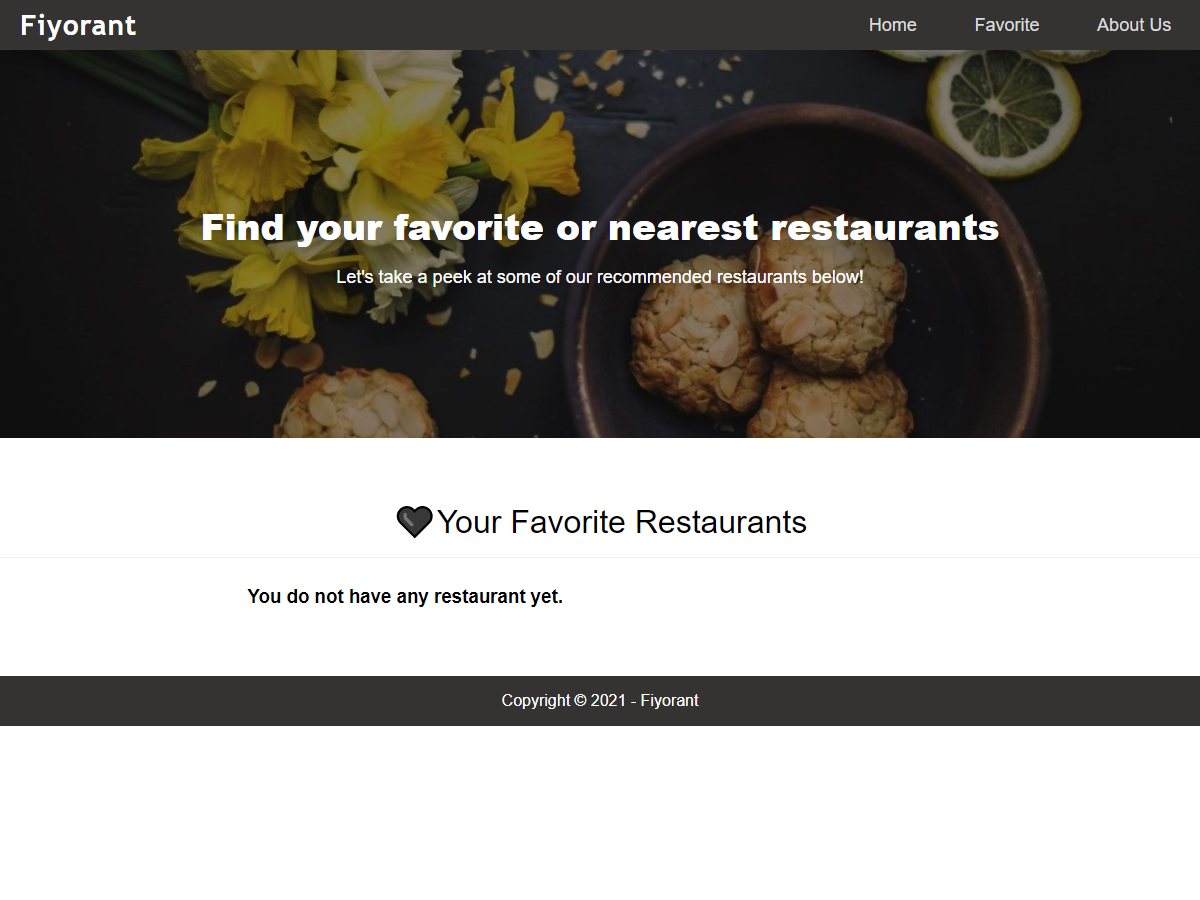 Fiyorant
Home
Favorite
About Us
Find your favorite or nearest restaurants
Let's take a peek at some of our recommended restaurants below!
🖤Your Favorite Restaurants
You do not have any restaurant yet.
Copyright © 2021 - Fiyorant